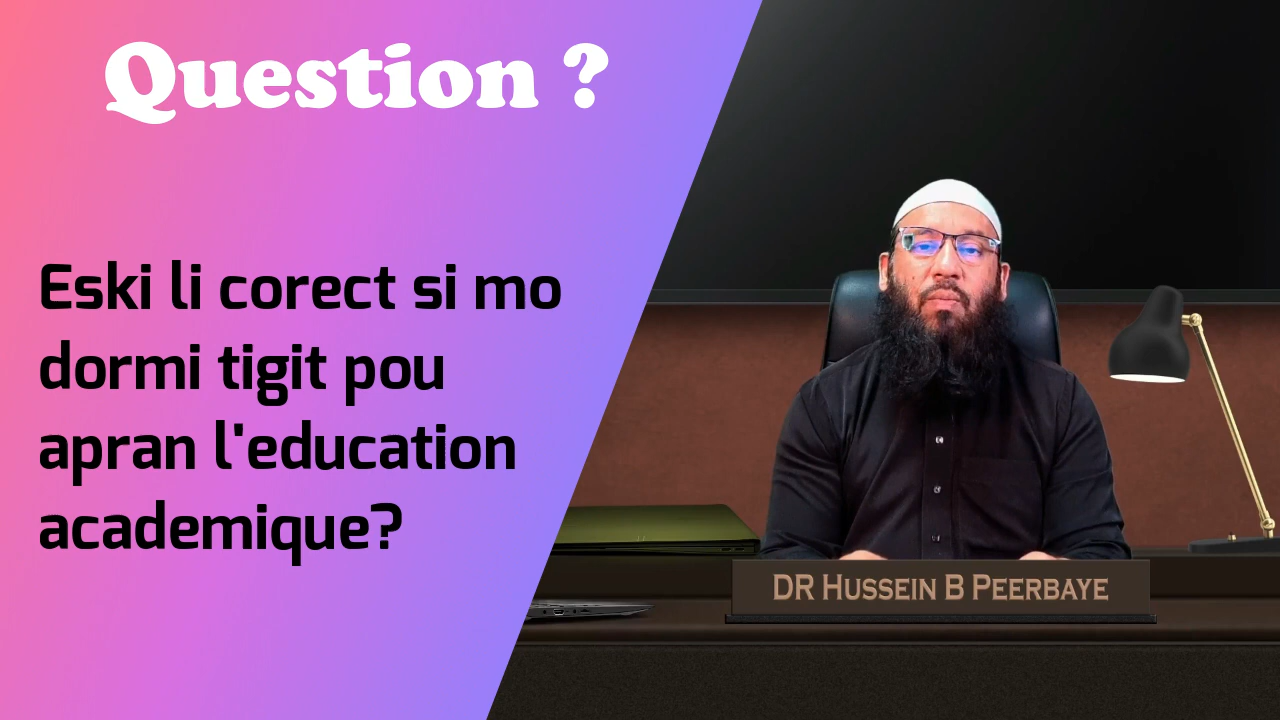 Question ?
Eski li corect si mo
dormi tigit pou
apran l'education
academique?
DR HUSSEIN B PEERBAYE